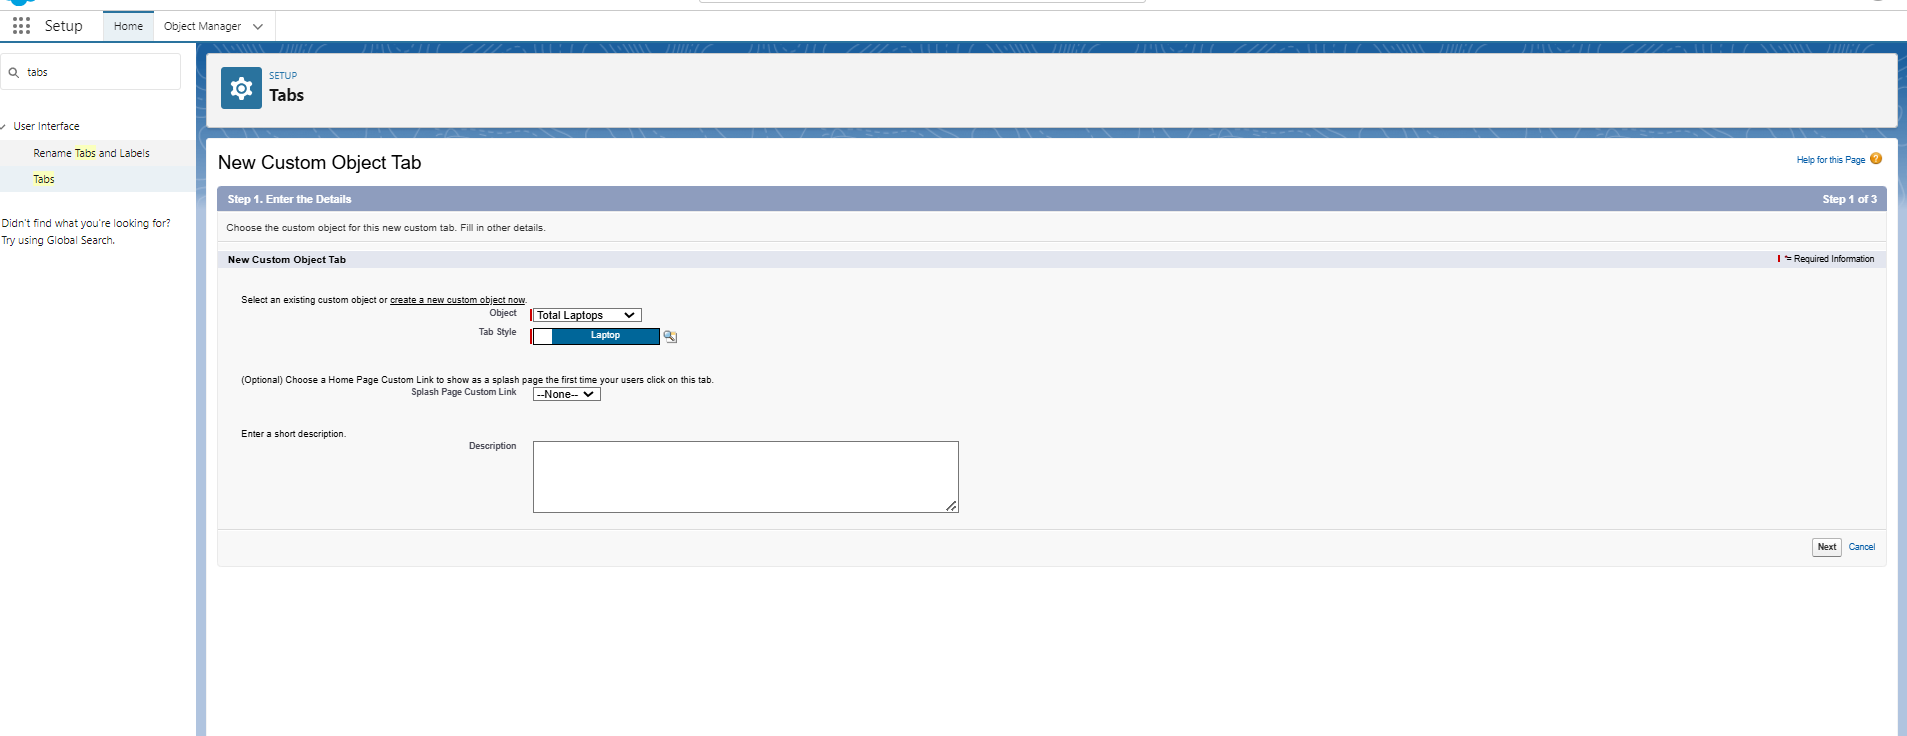 Setup
Home
Object Manager
tabs
User Interface
Rename Tabs and Labels
Tabs
Didn't find what you're looking for?
Try using Global Search.
SETUP
Tabs
New Custom Object Tab
Help for this Page
Step 1. Enter the Details
Step 1 of 3
Choose the custom object for this new custom tab. Fill in other details.
New Custom Object Tab
*= Required Information
Select an existing custom object or create a new custom object now.
Object
Total Laptops
Tab Style
Laptop
(Optional) Choose a Home Page Custom Link to show as a splash page the first time your users click on this tab.
Splash Page Custom Link
--None--
Enter a short description.
Description
Next
Cancel